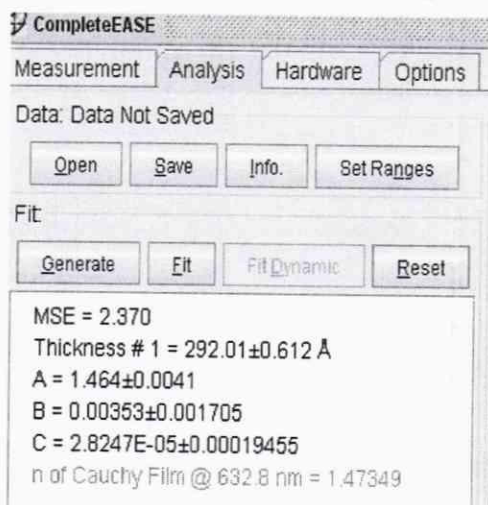 CompleteEASE
Measurement Analysis Hardware Options
Data: Data Not Saved
Open Save Info. Set Ranges
Fit:
Generate Fit Fit Dynamic Reset
MSE = 2.370
Thickness # 1 = 292.01±0.612 Å
A = 1.464±0.0041
B = 0.00353±0.001705
C = 2.8247E-05±0.00019455
n of Cauchy Film @ 632.8 nm = 1.47349